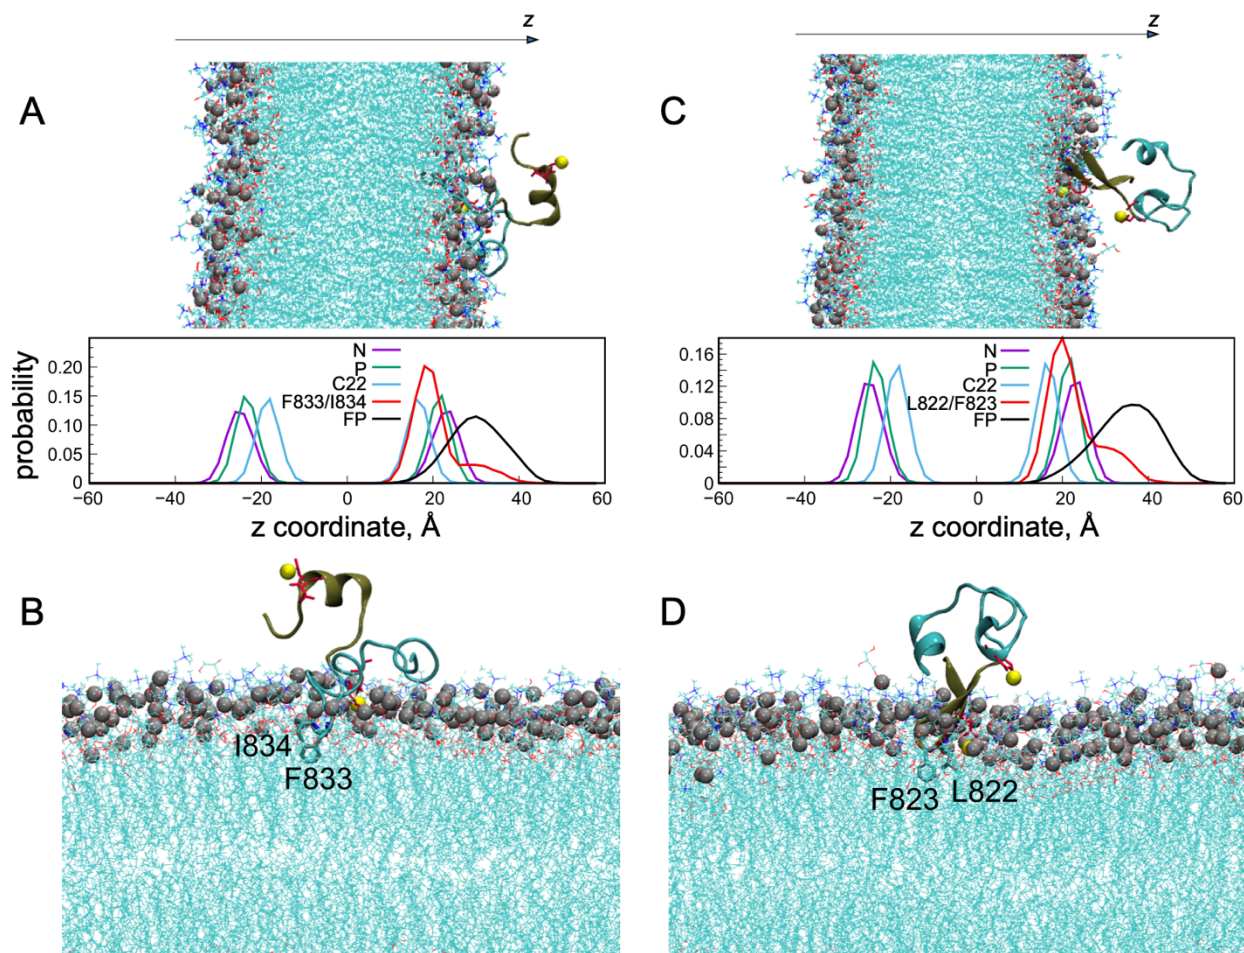 z
z
A
C
probability
0.20
0.15
0.10
0.05
0
N
P
C22
F833/I834
FP
−60
−40
−20
0
20
40
60
z coordinate, Å
0.16
0.12
0.08
0.04
0
N
P
C22
L822/F823
FP
−60
−40
−20
0
20
40
60
z coordinate, Å
B
I834
F833
D
F823
L822